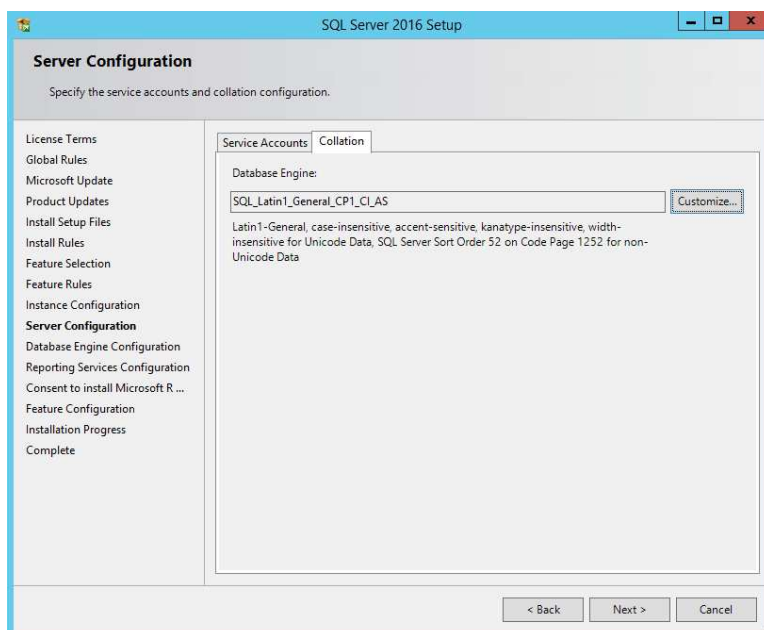 SQL Server 2016 Setup
Server Configuration
Specify the service accounts and collation configuration.
License Terms
Global Rules
Microsoft Update
Product Updates
Install Setup Files
Install Rules
Feature Selection
Feature Rules
Instance Configuration
Server Configuration
Database Engine Configuration
Reporting Services Configuration
Consent to install Microsoft R ...
Feature Configuration
Installation Progress
Complete
Service Accounts Collation
Database Engine:
SQL_Latin1_General_CP1_CI_AS Customize...
Latin1-General, case-insensitive, accent-sensitive, kanatype-insensitive, width-
insensitive for Unicode Data, SQL Server Sort Order 52 on Code Page 1252 for non-
Unicode Data
< Back Next > Cancel